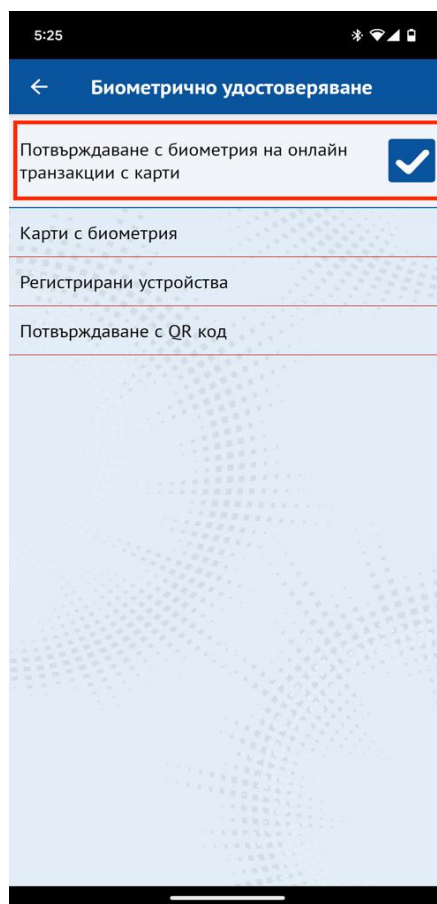 5:25
Биометрично удостоверяване
Потвърждаване с биометрия на онлайн
транзакции с карти
Карти с биометрия
Регистрирани устройства
Потвърждаване с QR код